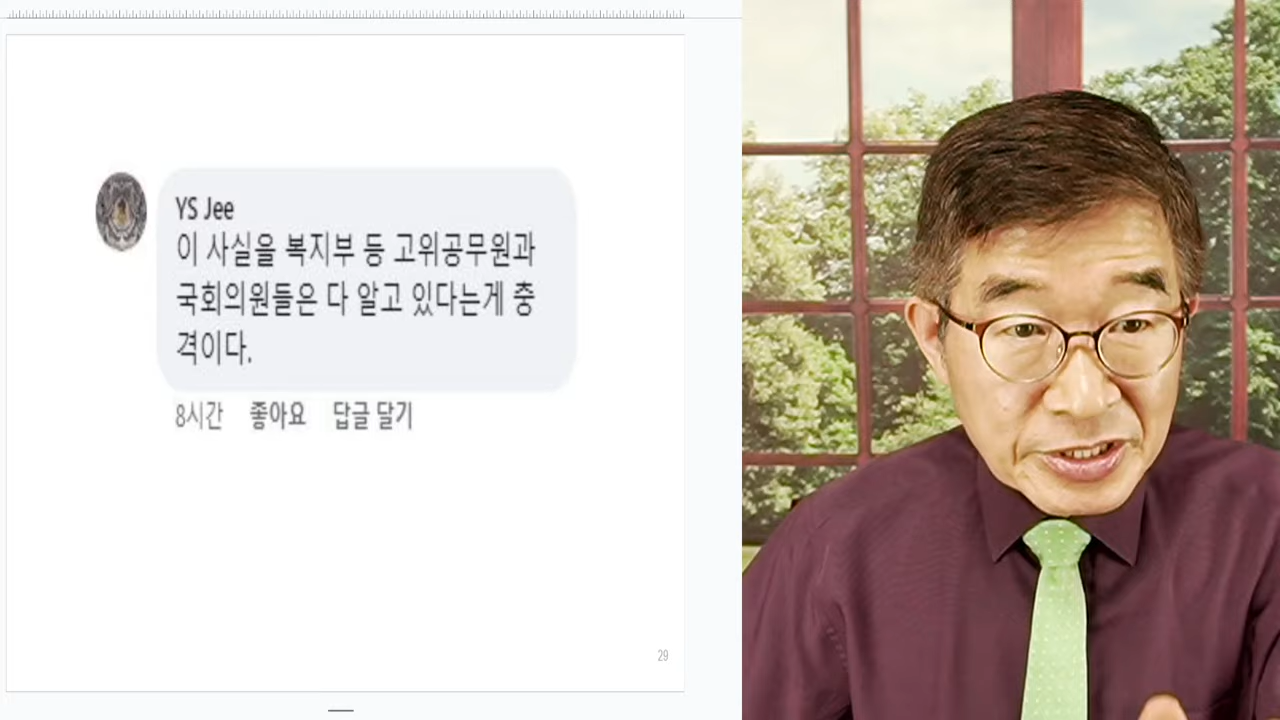 YS Jee
이 사실을 복지부 등 고위공무원과
국회의원들은 다 알고 있다는게 충
격이다.
8시간 좋아요 답글 달기
29